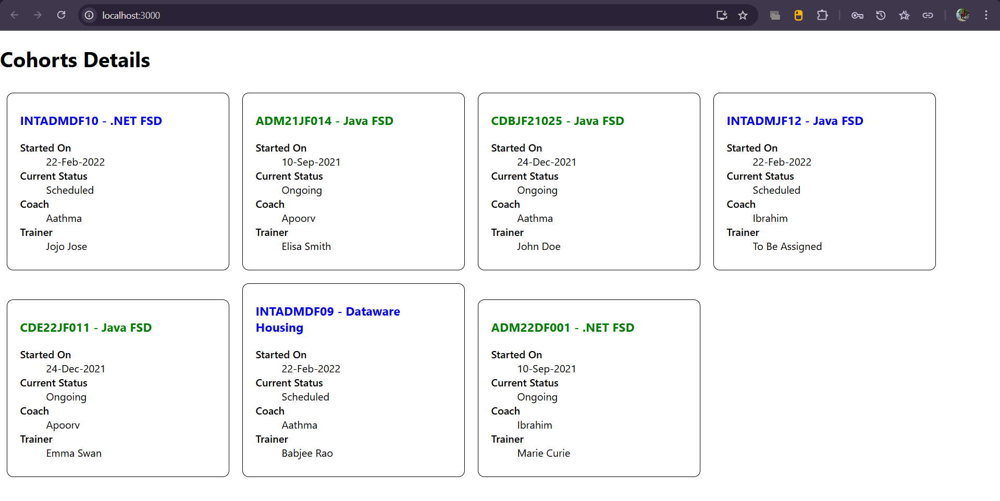 localhost:3000
Cohorts Details
INTADMDF10 - .NET FSD
Started On
22-Feb-2022
Current Status
Scheduled
Coach
Aathma
Trainer
Jojo Jose
ADM21JF014 - Java FSD
Started On
10-Sep-2021
Current Status
Ongoing
Coach
Apoorv
Trainer
Elisa Smith
CDBJF21025 - Java FSD
Started On
24-Dec-2021
Current Status
Ongoing
Coach
Aathma
Trainer
John Doe
INTADMJF12 - Java FSD
Started On
22-Feb-2022
Current Status
Scheduled
Coach
Ibrahim
Trainer
To Be Assigned
CDE22JF011 - Java FSD
Started On
24-Dec-2021
Current Status
Ongoing
Coach
Apoorv
Trainer
Emma Swan
INTADMDF09 - Dataware
Housing
Started On
22-Feb-2022
Current Status
Scheduled
Coach
Aathma
Trainer
Babjee Rao
ADM22DF001 - .NET FSD
Started On
10-Sep-2021
Current Status
Ongoing
Coach
Ibrahim
Trainer
Marie Curie